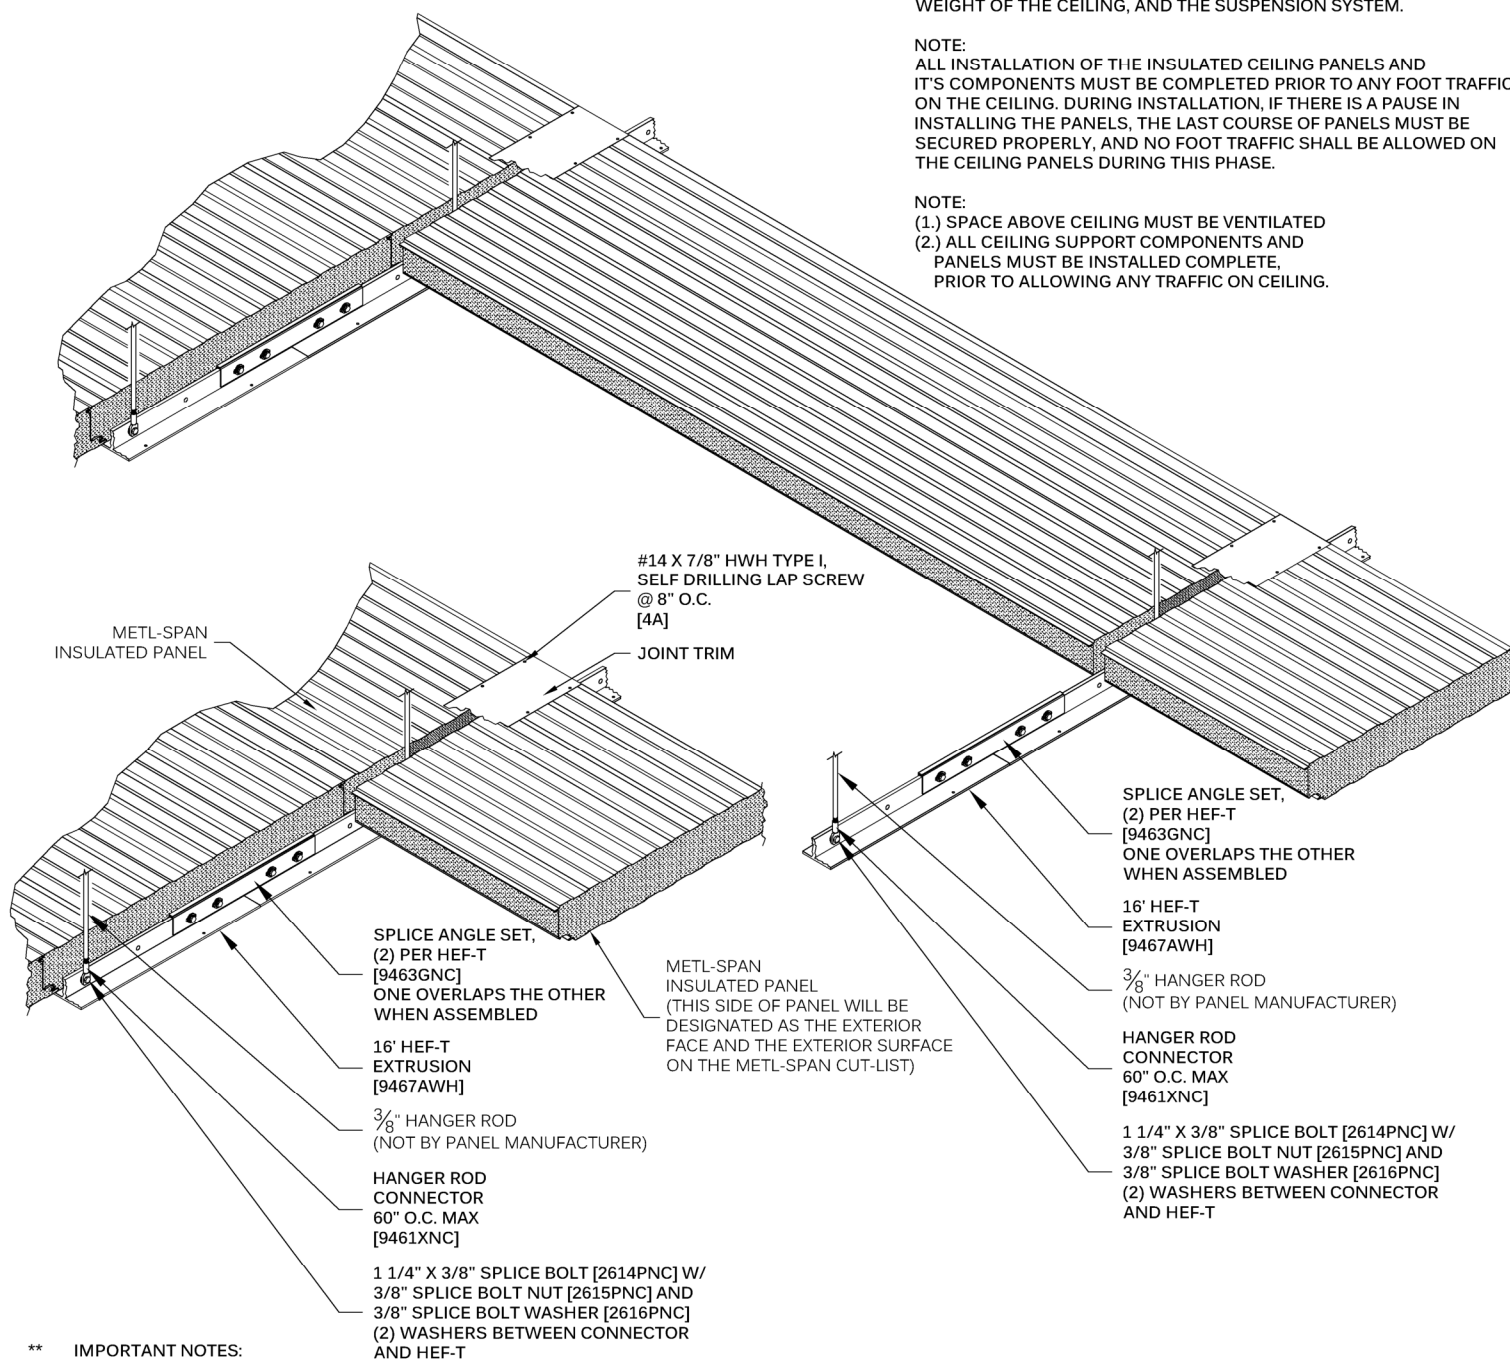 WEIGHT OF THE CEILING, AND THE SUSPENSION SYSTEM.
NOTE:
ALL INSTALLATION OF THE INSULATED CEILING PANELS AND
IT'S COMPONENTS MUST BE COMPLETED PRIOR TO ANY FOOT TRAFFIC
ON THE CEILING. DURING INSTALLATION, IF THERE IS A PAUSE IN
INSTALLING THE PANELS, THE LAST COURSE OF PANELS MUST BE
SECURED PROPERLY, AND NO FOOT TRAFFIC SHALL BE ALLOWED ON
THE CEILING PANELS DURING THIS PHASE.
NOTE:
(1.) SPACE ABOVE CEILING MUST BE VENTILATED
(2.) ALL CEILING SUPPORT COMPONENTS AND
PANELS MUST BE INSTALLED COMPLETE,
PRIOR TO ALLOWING ANY TRAFFIC ON CEILING.
#14 X 7/8" HWH TYPE I,
SELF DRILLING LAP SCREW
@ 8" O.C.
[4A]
JOINT TRIM
METL-SPAN
INSULATED PANEL
SPLICE ANGLE SET,
(2) PER HEF-T
[9463GNC]
ONE OVERLAPS THE OTHER
WHEN ASSEMBLED
16' HEF-T
EXTRUSION
[9467AWH]
3/8" HANGER ROD
(NOT BY PANEL MANUFACTURER)
HANGER ROD
CONNECTOR
60" O.C. MAX
[9461XNC]
1 1/4" X 3/8" SPLICE BOLT [2614PNC] W/
3/8" SPLICE BOLT NUT [2615PNC] AND
3/8" SPLICE BOLT WASHER [2616PNC]
(2) WASHERS BETWEEN CONNECTOR
AND HEF-T
METL-SPAN
INSULATED PANEL
(THIS SIDE OF PANEL WILL BE
DESIGNATED AS THE EXTERIOR
FACE AND THE EXTERIOR SURFACE
ON THE METL-SPAN CUT-LIST)
SPLICE ANGLE SET,
(2) PER HEF-T
[9463GNC]
ONE OVERLAPS THE OTHER
WHEN ASSEMBLED
16' HEF-T
EXTRUSION
[9467AWH]
3/8" HANGER ROD
(NOT BY PANEL MANUFACTURER)
HANGER ROD
CONNECTOR
60" O.C. MAX
[9461XNC]
1 1/4" X 3/8" SPLICE BOLT [2614PNC] W/
3/8" SPLICE BOLT NUT [2615PNC] AND
3/8" SPLICE BOLT WASHER [2616PNC]
(2) WASHERS BETWEEN CONNECTOR
AND HEF-T
** IMPORTANT NOTES: